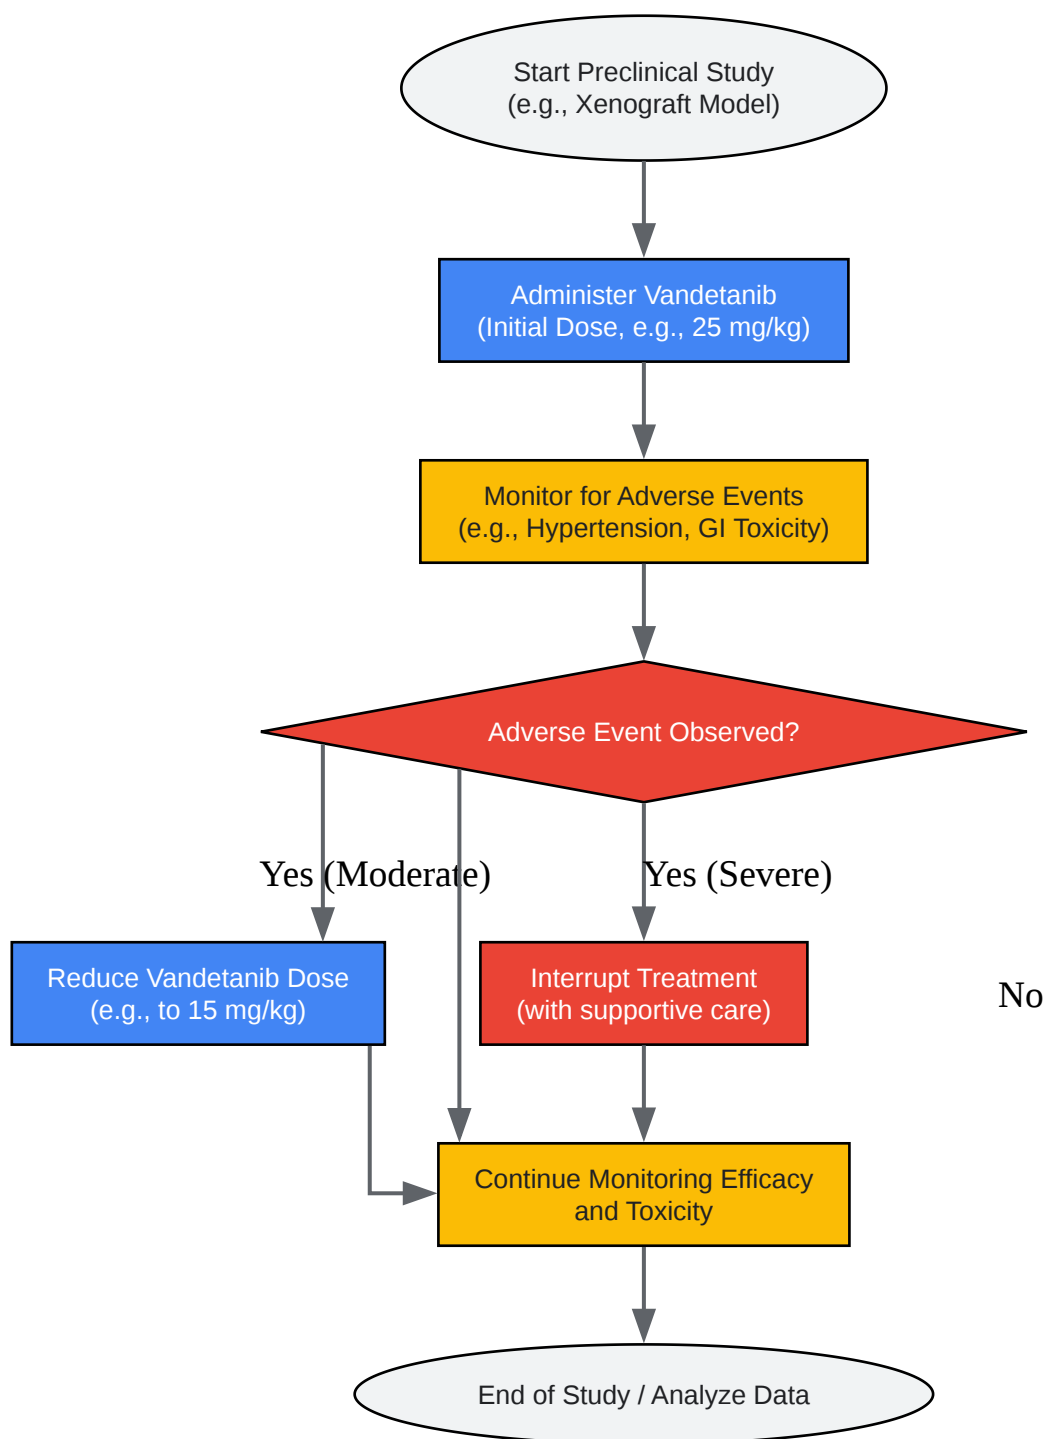 Start Preclinical Study
(e.g., Xenograft Model)
Administer Vandetanib
(Initial Dose, e.g., 25 mg/kg)
Monitor for Adverse Events
(e.g., Hypertension, GI Toxicity)
Adverse Event Observed?
Yes (Moderate)
Yes (Severe)
Reduce Vandetanib Dose
(e.g., to 15 mg/kg)
Interrupt Treatment
(with supportive care)
No
Continue Monitoring Efficacy
and Toxicity
End of Study / Analyze Data